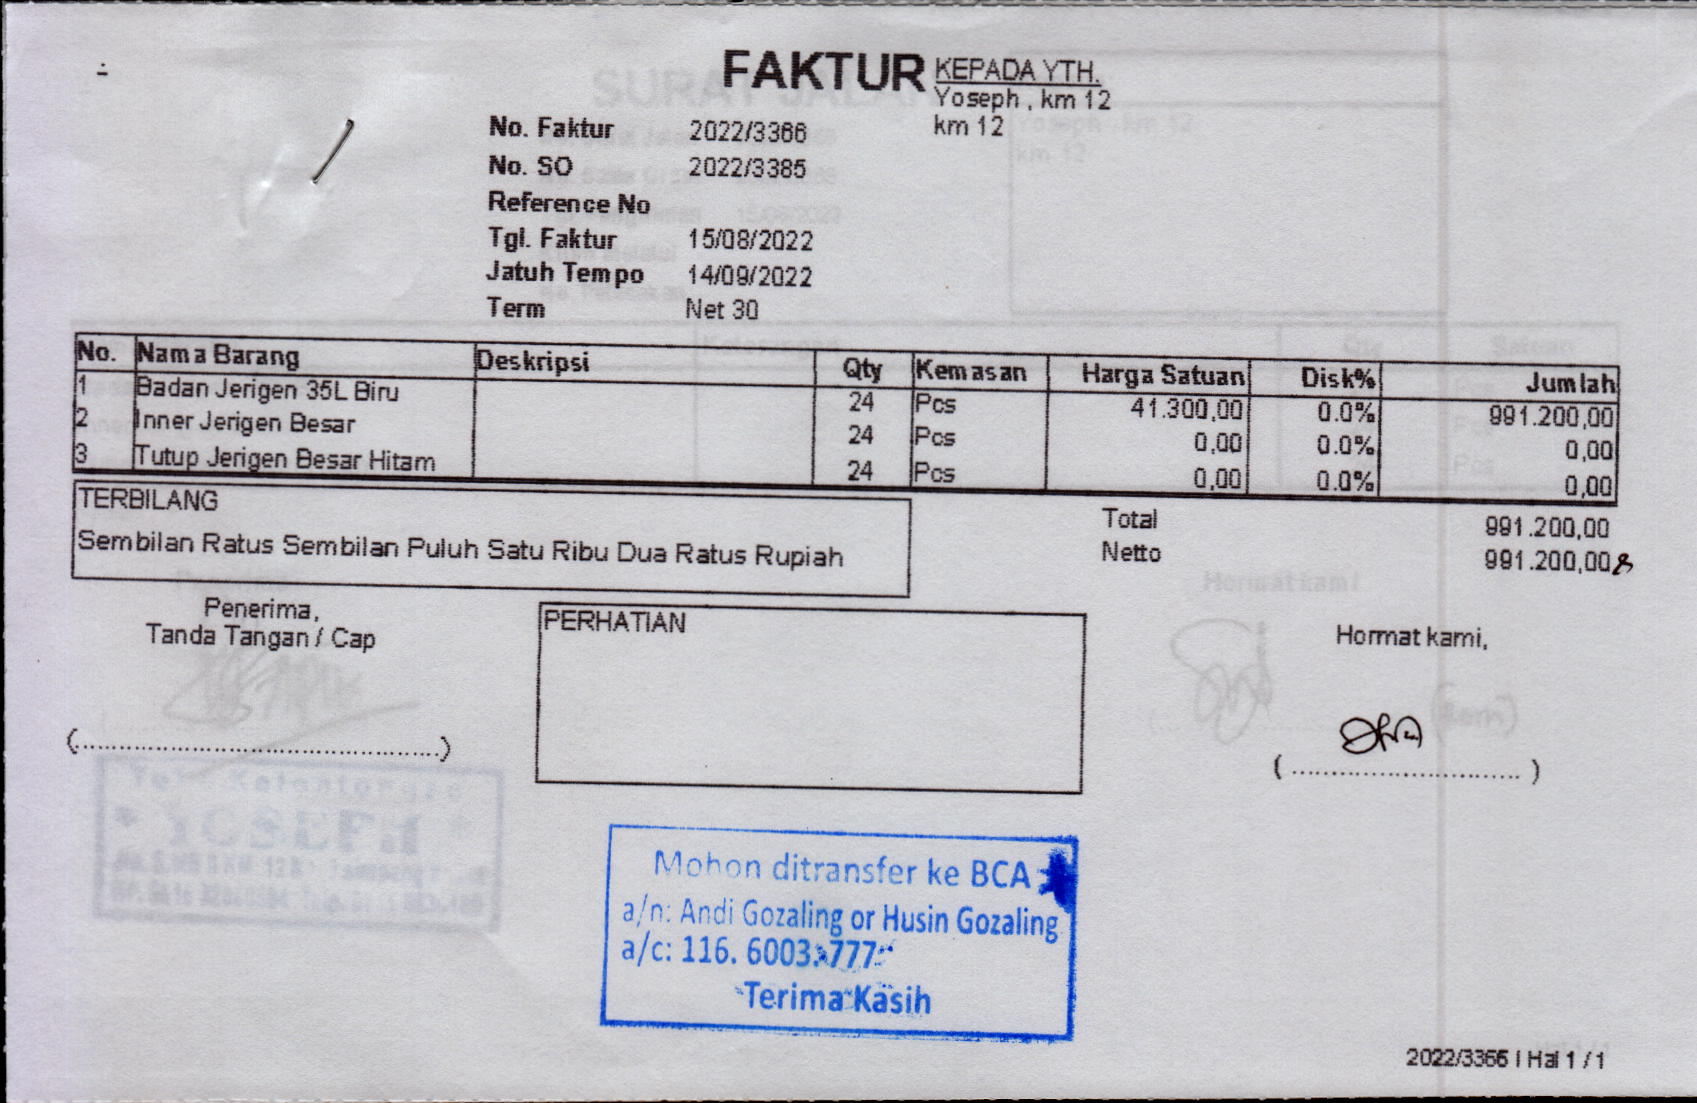 FAKTUR
KEPADA YTH.
Yoseph , km 12
km 12
No. Faktur 2022/3366
No. SO 2022/3385
Reference No
Tgl. Faktur 15/08/2022
Jatuh Tempo 14/09/2022
Term Net 30
No. Nama Barang Deskripsi Qty Kemasan Harga Satuan Disk% Jumlah
1 Badan Jerigen 35L Biru 24 Pcs 41.300,00 0.0% 991.200,00
2 Inner Jerigen Besar 24 Pcs 0,00 0.0% 0,00
3 Tutup Jerigen Besar Hitam 24 Pcs 0,00 0.0% 0,00
TERBILANG
Sembilan Ratus Sembilan Puluh Satu Ribu Dua Ratus Rupiah
Total 991.200,00
Netto 991.200,00
Penerima,
Tanda Tangan / Cap
PERHATIAN
Hormat kami,
Mohon ditransfer ke BCA
a/n: Andi Gozaling or Husin Gozaling
a/c: 116. 6003. 777
Terima Kasih
2022/3366 | Hal 1 / 1